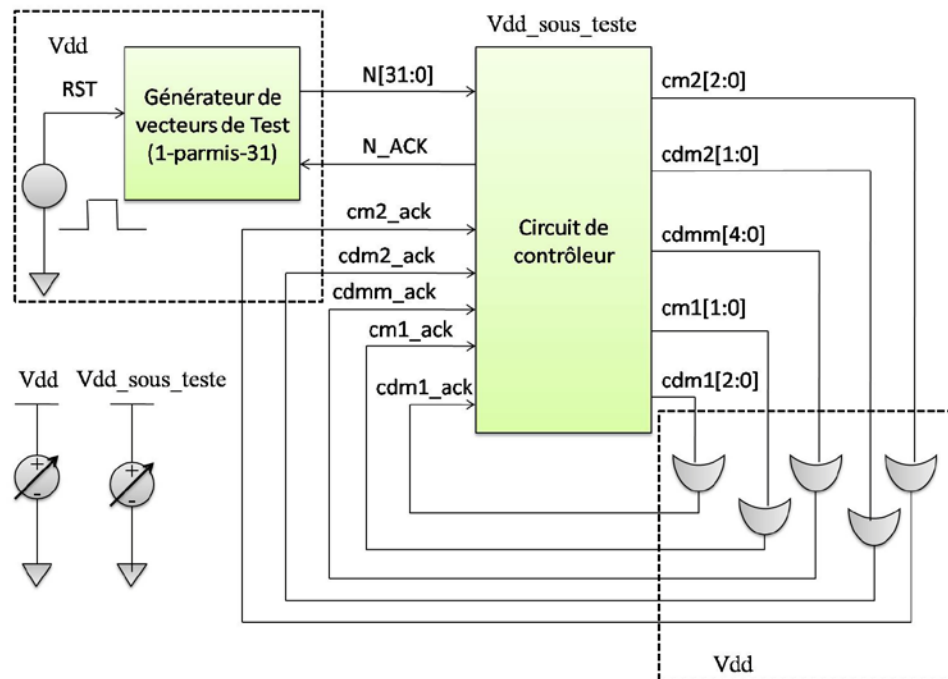 Vdd_sous_teste
Vdd
RST
Générateur de
vecteurs de Test
(1-parmis-31)
N[31:0]
N_ACK
cm2_ack
cdm2_ack
cdmm_ack
cm1_ack
cdm1_ack
Circuit de
contrôleur
cm2[2:0]
cdm2[1:0]
cdmm[4:0]
cm1[1:0]
cdm1[2:0]
Vdd
Vdd_sous_teste
+
-
+
-
Vdd